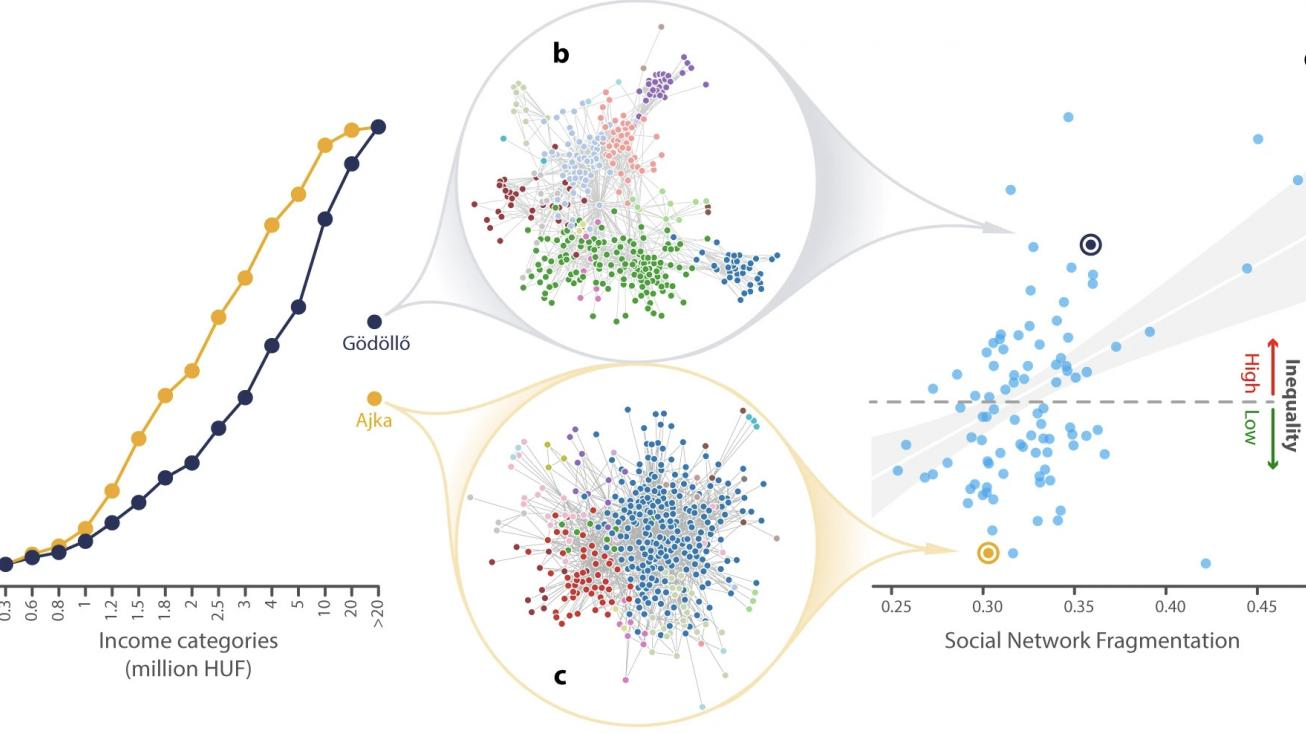 b
Gödöllő
Ajka
c
0.3
0.6
0.8
1
1.2
1.5
1.8
2
2.5
3
4
5
10
20
>20
Income categories
(million HUF)
High
Low
Inequality
0.25
0.30
0.35
0.40
0.45
Social Network Fragmentation